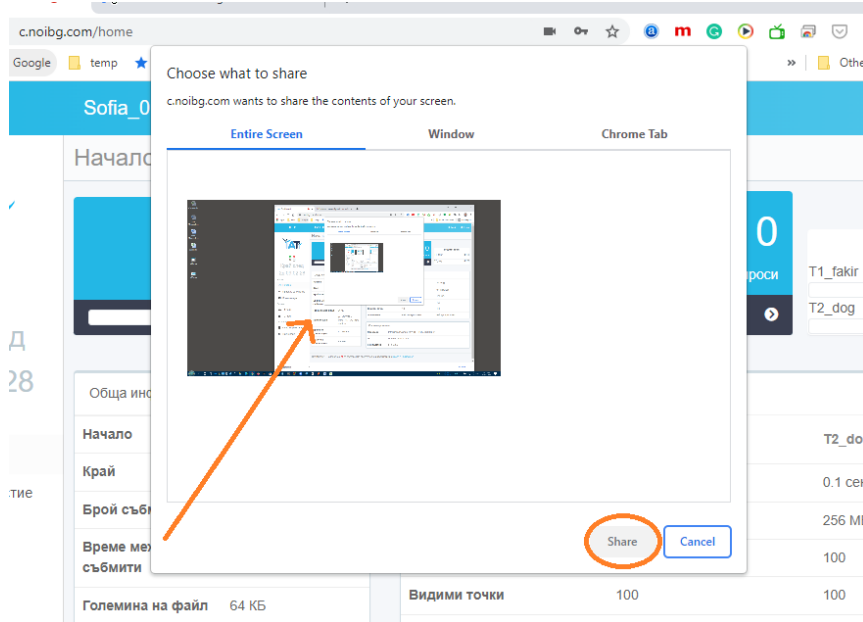 c.noibg.com/home
Google temp » Othe
Choose what to share
c.noibg.com wants to share the contents of your screen.
Entire Screen Window Chrome Tab
Sofia_0
Начало
0
роси
T1_fakir
T2_dog
Д
28
тие
Обща инс
Начало
Край
Брой събм
Време меж
събмити
Големина на файл 64 КБ
Share Cancel
T2_do
0.1 сек
256 MI
100
Видими точки 100 100